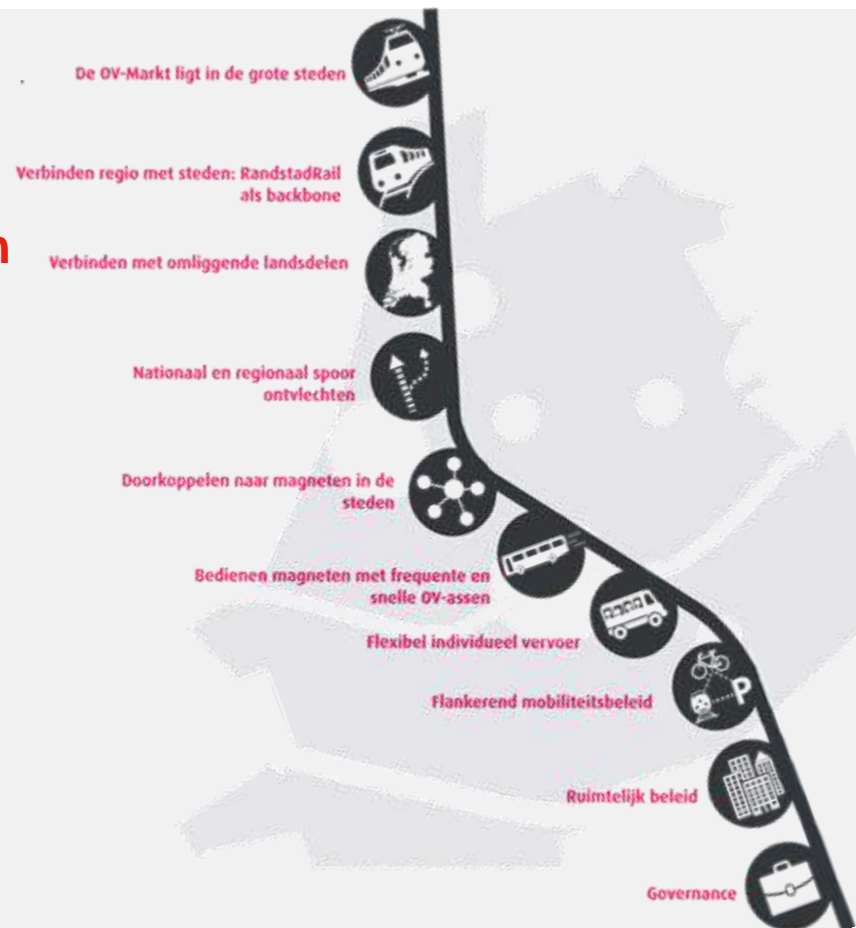 De OV-Markt ligt in de grote steden
Verbinden regio met steden: RandstadRail
als backbone
n
Verbinden met omliggende landsdelen
Nationaal en regionaal spoor
ontvlechten
Doorkoppelen naar magneten in de
steden
Bedienen magneten met frequente en
snelle OV-assen
Flexibel individueel vervoer
Flankerend mobiliteitsbeleid
P
Ruimtelijk beleid
Governance